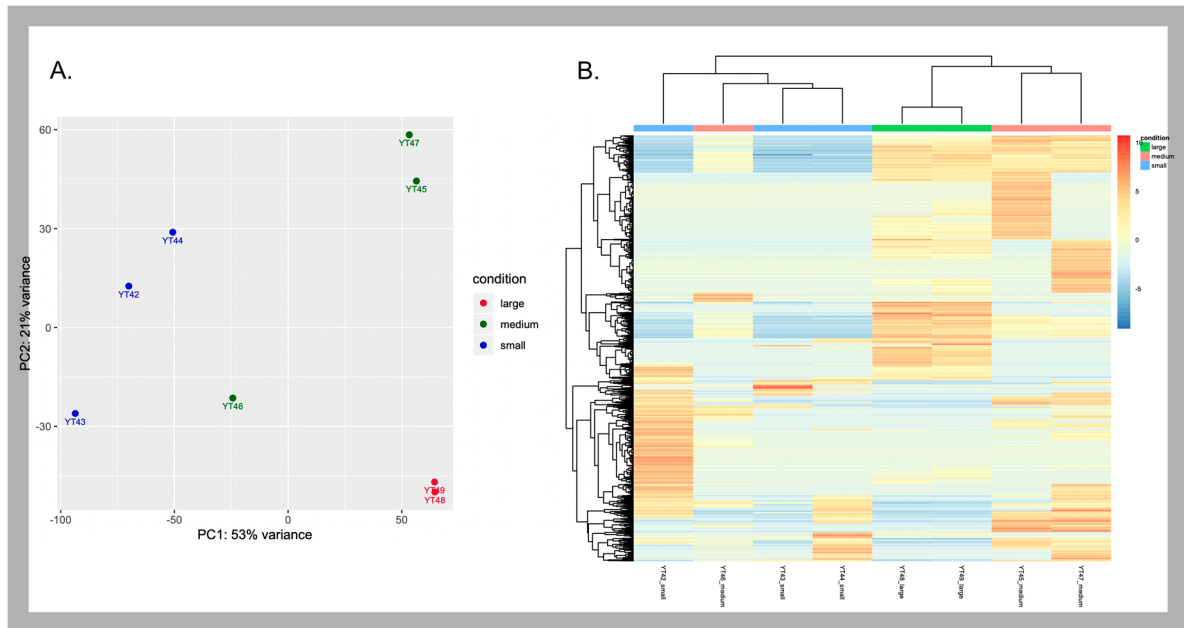 A.
60
30
0
-30
-100
-50
0
50
PC2: 21% variance
PC1: 53% variance
YT47
YT45
YT44
YT42
YT46
YT43
YT49
YT48
condition
large
medium
small
B.
condition
large
medium
small
10
5
0
-5
YT42_small
YT46_medium
YT43_small
YT44_small
YT48_large
YT49_large
YT45_medium
YT47_medium